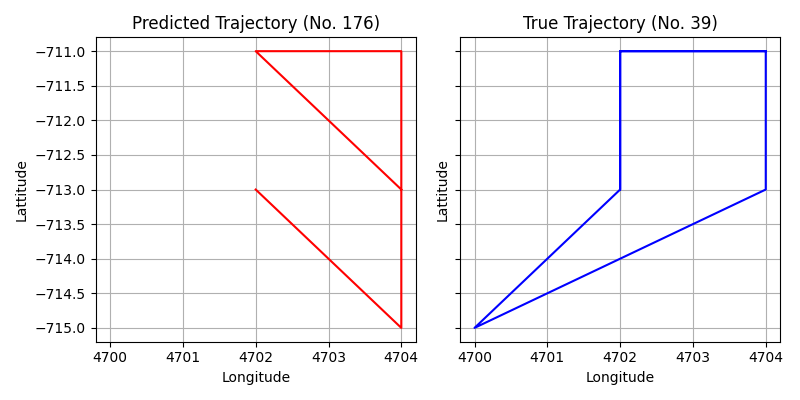 Predicted Trajectory (No. 176)
True Trajectory (No. 39)
−711.0
−711.5
−712.0
−712.5
−713.0
−713.5
−714.0
−714.5
−715.0
Lattitude
Lattitude
4700 4701 4702 4703 4704
4700 4701 4702 4703 4704
Longitude
Longitude